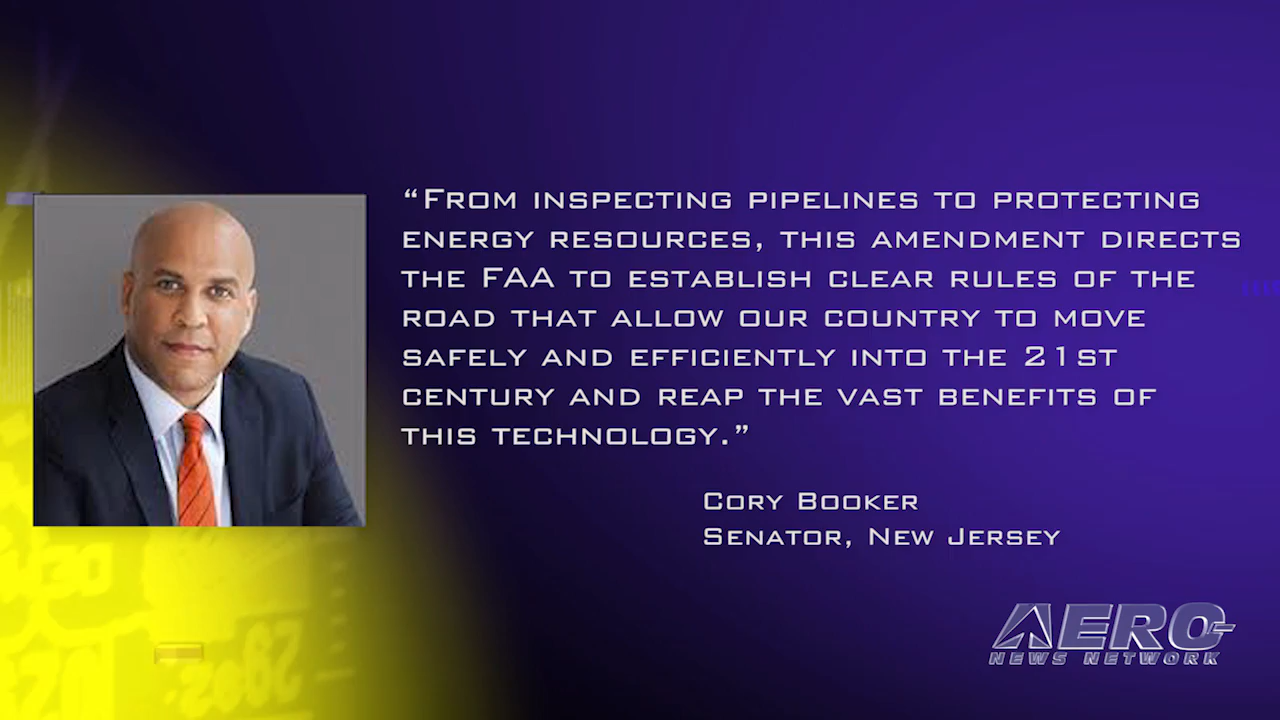 “From inspecting pipelines to protecting
energy resources, this amendment directs
the FAA to establish clear rules of the
road that allow our country to move
safely and efficiently into the 21st
century and reap the vast benefits of
this technology.”
Cory Booker
Senator, New Jersey
AERO
NEWS NETWORK